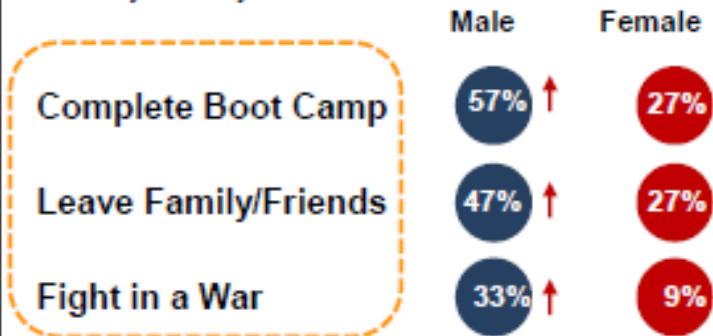 Male Female
Complete Boot Camp 57% 27%
Leave Family/Friends 47% 27%
Fight in a War 33% 9%